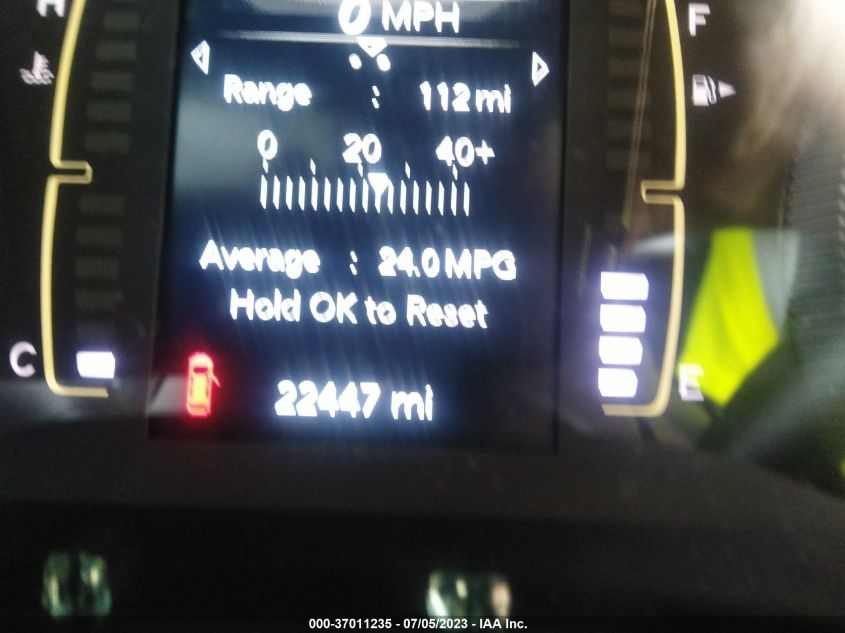 0 MPH
H
F
Range : 112 mi
0 20 40+
Average : 24.0 MPG
Hold OK to Reset
C
E
22447 mi
000-37011235 - 07/05/2023 - IAA Inc.